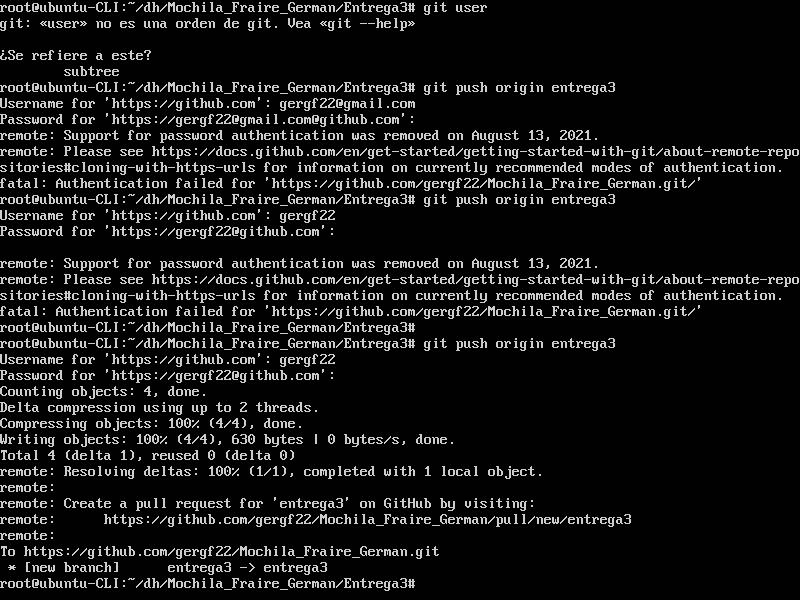 root@ubuntu-CLI:~/dh/Mochila_Fraire_German/Entrega3# git user
git: «user» no es una orden de git. Vea «git --help»
¿Se refiere a este?
subtree
root@ubuntu-CLI:~/dh/Mochila_Fraire_German/Entrega3# git push origin entrega3
Username for 'https://github.com': gergf22@gmail.com
Password for 'https://gergf22@gmail.com@github.com':
remote: Support for password authentication was removed on August 13, 2021.
remote: Please see https://docs.github.com/en/get-started/getting-started-with-git/about-remote-repo
sitories#cloning-with-https-urls for information on currently recommended modes of authentication.
fatal: Authentication failed for 'https://github.com/gergf22/Mochila_Fraire_German.git/'
root@ubuntu-CLI:~/dh/Mochila_Fraire_German/Entrega3# git push origin entrega3
Username for 'https://github.com': gergf22
Password for 'https://gergf22@github.com':
remote: Support for password authentication was removed on August 13, 2021.
remote: Please see https://docs.github.com/en/get-started/getting-started-with-git/about-remote-repo
sitories#cloning-with-https-urls for information on currently recommended modes of authentication.
fatal: Authentication failed for 'https://github.com/gergf22/Mochila_Fraire_German.git/'
root@ubuntu-CLI:~/dh/Mochila_Fraire_German/Entrega3#
root@ubuntu-CLI:~/dh/Mochila_Fraire_German/Entrega3# git push origin entrega3
Username for 'https://github.com': gergf22
Password for 'https://gergf22@github.com':
Counting objects: 4, done.
Delta compression using up to 2 threads.
Compressing objects: 100% (4/4), done.
Writing objects: 100% (4/4), 630 bytes | 0 bytes/s, done.
Total 4 (delta 1), reused 0 (delta 0)
remote: Resolving deltas: 100% (1/1), completed with 1 local object.
remote:
remote: Create a pull request for 'entrega3' on GitHub by visiting:
remote:      https://github.com/gergf22/Mochila_Fraire_German/pull/new/entrega3
remote:
To https://github.com/gergf22/Mochila_Fraire_German.git
 * [new branch]      entrega3 -> entrega3
root@ubuntu-CLI:~/dh/Mochila_Fraire_German/Entrega3#